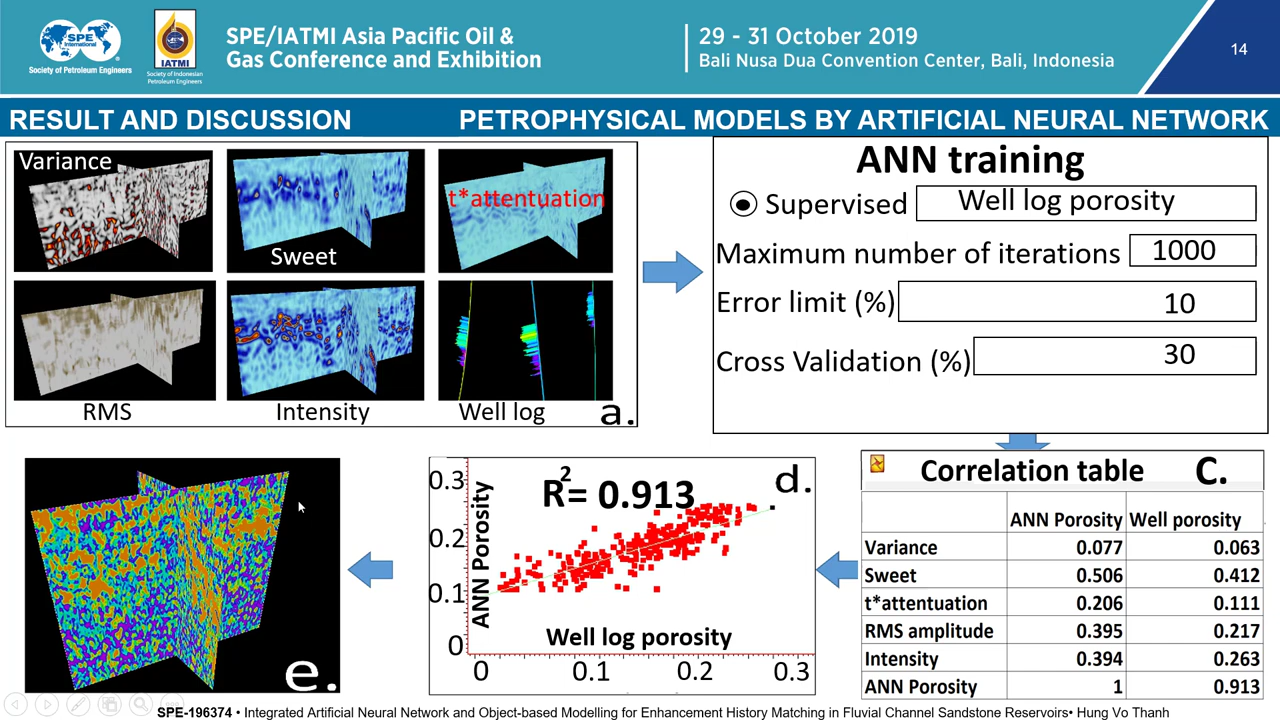 SPE International
Society of Petroleum Engineers
IATMI
Society of Indonesian
Petroleum Engineers
SPE/IATMI Asia Pacific Oil &
Gas Conference and Exhibition
29 - 31 October 2019
Bali Nusa Dua Convention Center, Bali, Indonesia
14
RESULT AND DISCUSSION
PETROPHYSICAL MODELS BY ARTIFICIAL NEURAL NETWORK
Variance
Sweet
t*attentuation
RMS
Intensity
Well log
a.
ANN training
Supervised Well log porosity
Maximum number of iterations 1000
Error limit (%) 10
Cross Validation (%) 30
Correlation table C.
ANN Porosity Well porosity
Variance 0.077 0.063
Sweet 0.506 0.412
t*attentuation 0.206 0.111
RMS amplitude 0.395 0.217
Intensity 0.394 0.263
ANN Porosity 1 0.913
d.
R²= 0.913
0.3
0.2
0.1
0
ANN Porosity
Well log porosity
0 0.1 0.2 0.3
e.
SPE-196374 • Integrated Artificial Neural Network and Object-based Modelling for Enhancement History Matching in Fluvial Channel Sandstone Reservoirs• Hung Vo Thanh